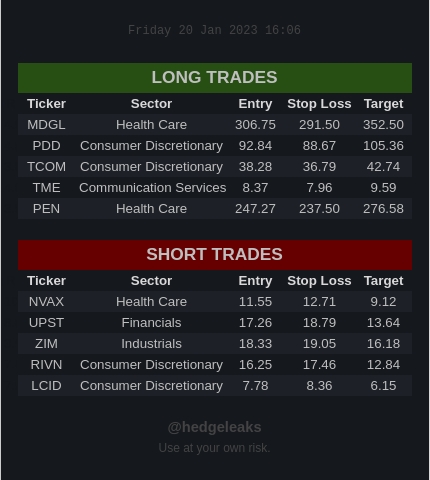 Friday 20 Jan 2023 16:06
LONG TRADES
Ticker Sector Entry Stop Loss Target
MDGL Health Care 306.75 291.50 352.50
PDD Consumer Discretionary 92.84 88.67 105.36
TCOM Consumer Discretionary 38.28 36.79 42.74
TME Communication Services 8.37 7.96 9.59
PEN Health Care 247.27 237.50 276.58
SHORT TRADES
Ticker Sector Entry Stop Loss Target
NVAX Health Care 11.55 12.71 9.12
UPST Financials 17.26 18.79 13.64
ZIM Industrials 18.33 19.05 16.18
RIVN Consumer Discretionary 16.25 17.46 12.84
LCID Consumer Discretionary 7.78 8.36 6.15
@hedgeleaks
Use at your own risk.